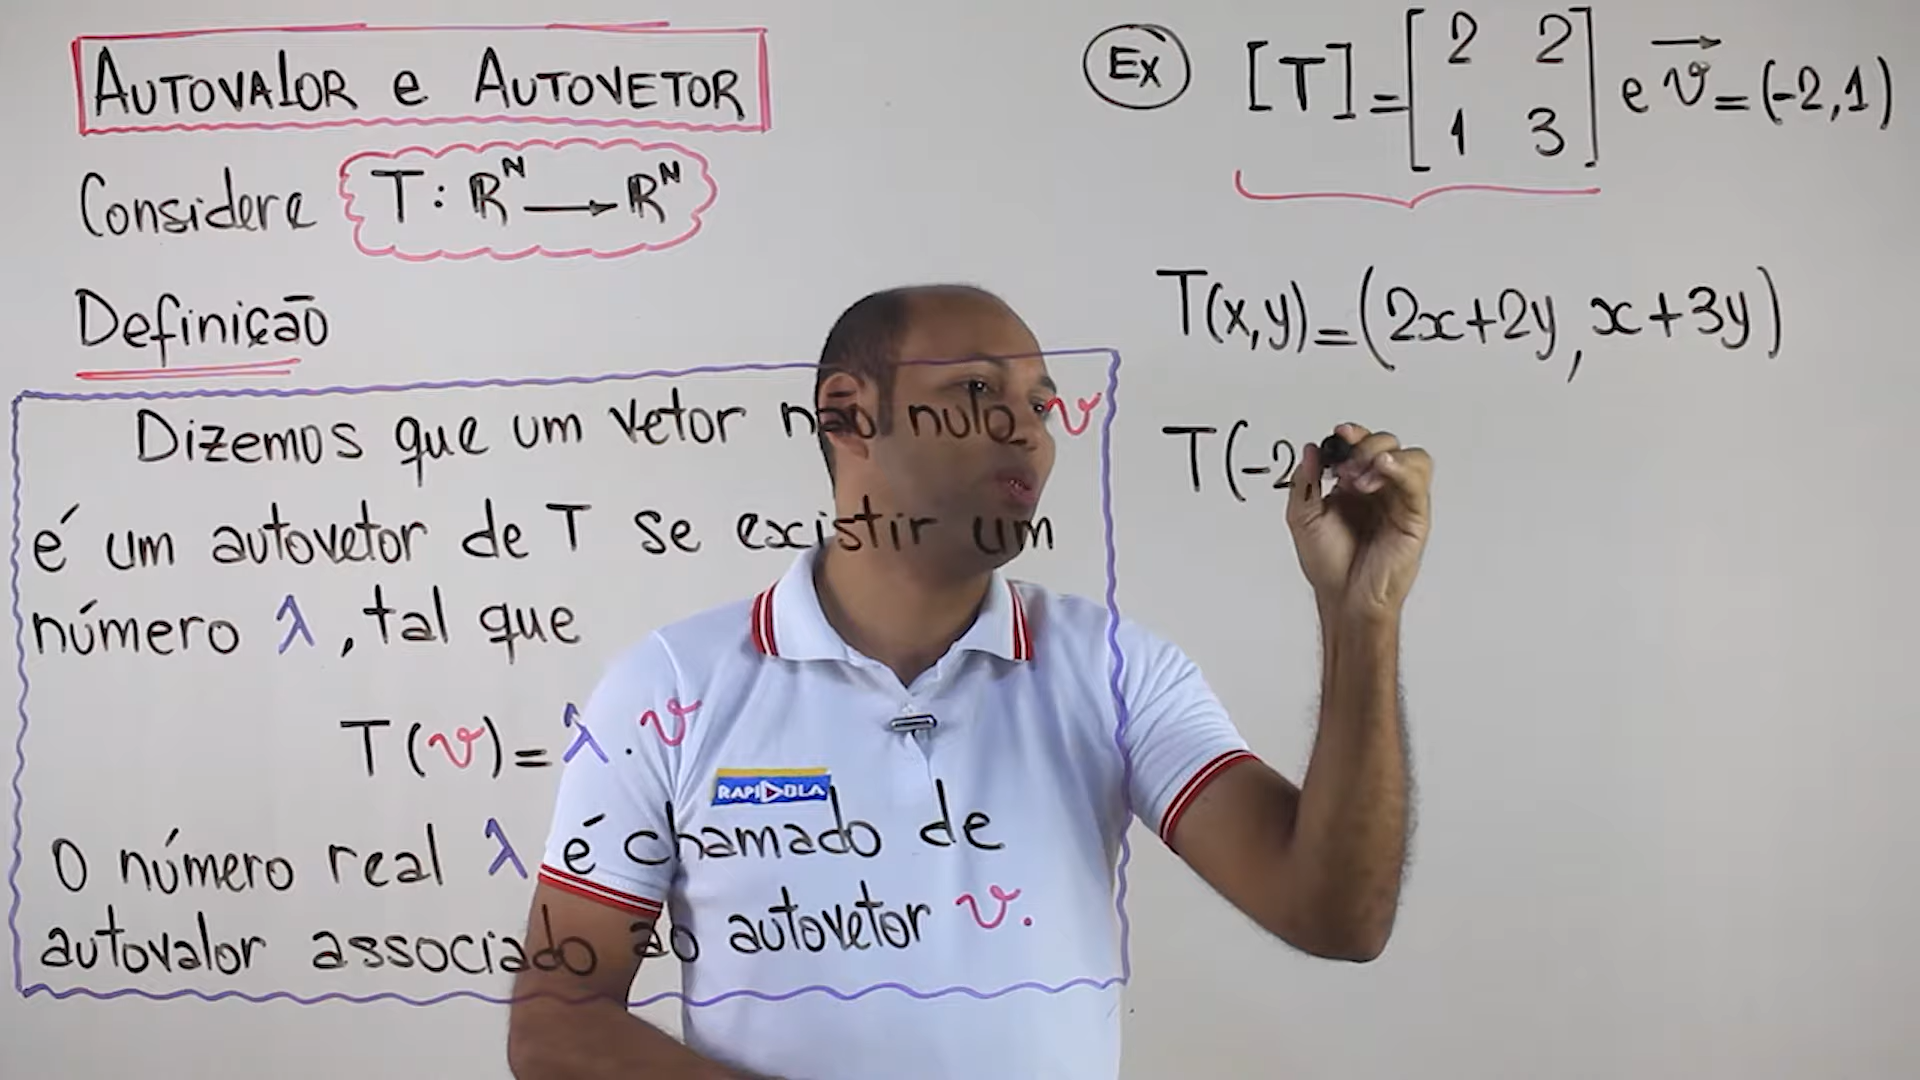 AUTOVALOR e AUTOVETOR
Considere T: ℝᴺ → ℝᴺ
Definição
Dizemos que um vetor não nulo v
é um autovetor de T se existir um
número λ, tal que
T(v)=λ.v
O número real λ é chamado de
autovalor associado ao autovetor v.
Ex [T]=[2 2
1 3] e v⃗=(-2,1)
T(x,y)=(2x+2y, x+3y)
T(-2,
RAPIDOLA